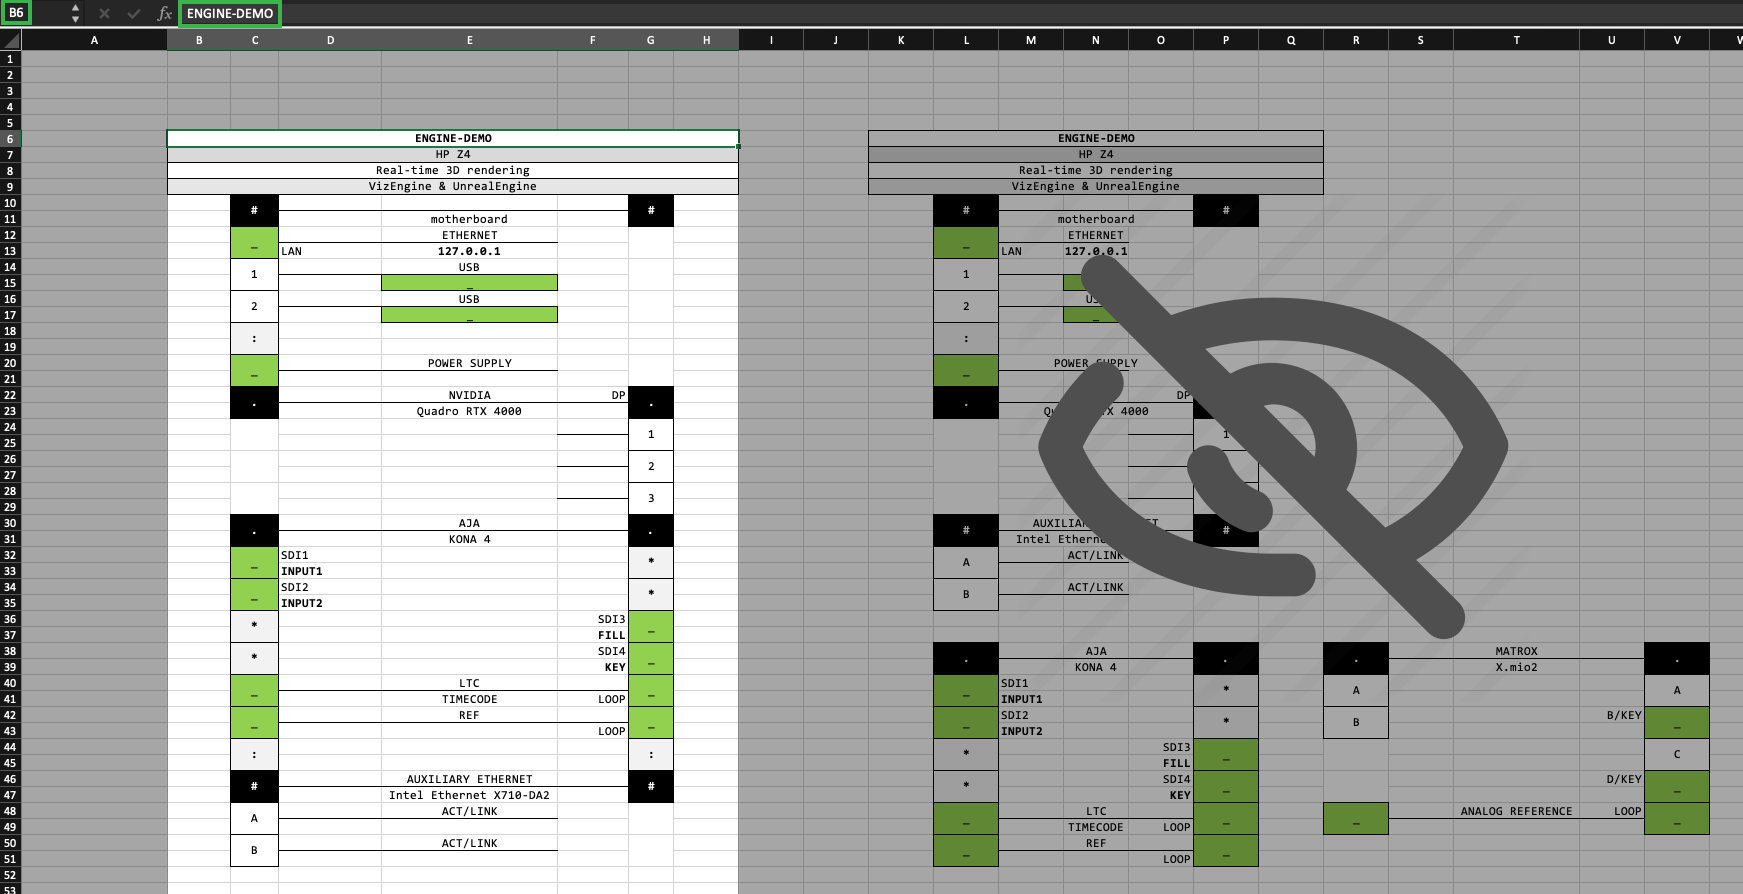 B6 fx ENGINE-DEMO
A B C D E F G H I J K L M N O P Q R S T U V
1
2
3
4
5
6 ENGINE-DEMO ENGINE-DEMO
7 HP Z4 HP Z4
8 Real-time 3D rendering Real-time 3D rendering
9 VizEngine & UnrealEngine VizEngine & UnrealEngine
10 # # # #
11 motherboard motherboard
12 _ ETHERNET _ ETHERNET
13 LAN 127.0.0.1 LAN 127.0.0.1
14 1 USB 1
15 _
16 2 USB 2
17 _ _
18 : :
19
20 _ POWER SUPPLY _ POWER SUPPLY
21
22 . NVIDIA DP . . DP
23 Quadro RTX 4000 4000
24 1 1
25
26 2
27
28 3
29
30 . AJA . # #
31 KONA 4 Intel
32 _ SDI1 * A ACT/LINK
33 INPUT1
34 _ SDI2 * B ACT/LINK
35 INPUT2
36 * SDI3 _
37 FILL
38 * SDI4 _ . AJA . . MATROX .
39 KEY KONA 4 X.mio2
40 _ LTC _ _ SDI1 * A A
41 TIMECODE LOOP INPUT1
42 _ REF _ _ SDI2 * B B/KEY _
43 LOOP INPUT2
44 : : * SDI3 _ C
45 FILL
46 # AUXILIARY ETHERNET # * SDI4 _ D/KEY _
47 Intel Ethernet X710-DA2 KEY
48 A ACT/LINK _ LTC _ _ ANALOG REFERENCE LOOP _
49 TIMECODE LOOP
50 B ACT/LINK _ REF _
51 LOOP
52
53